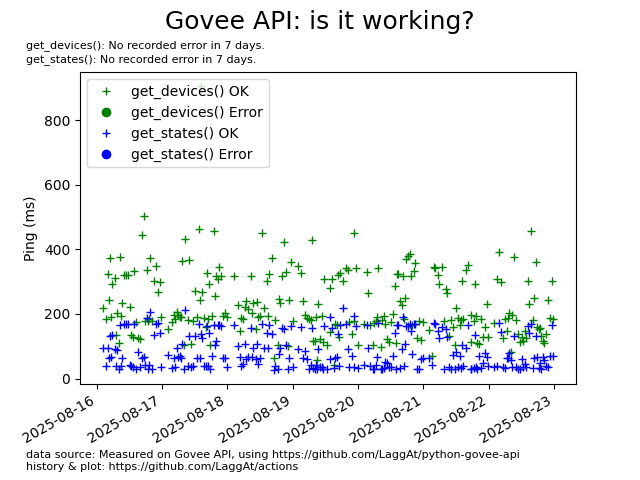 Govee API: is it working?
get_devices(): No recorded error in 7 days.
get_states(): No recorded error in 7 days.
get_devices() OK
get_devices() Error
get_states() OK
get_states() Error
Ping (ms)
800
600
400
200
0
2025-08-16
2025-08-17
2025-08-18
2025-08-19
2025-08-20
2025-08-21
2025-08-22
2025-08-23
data source: Measured on Govee API, using https://github.com/LaggAt/python-govee-api
history & plot: https://github.com/LaggAt/actions